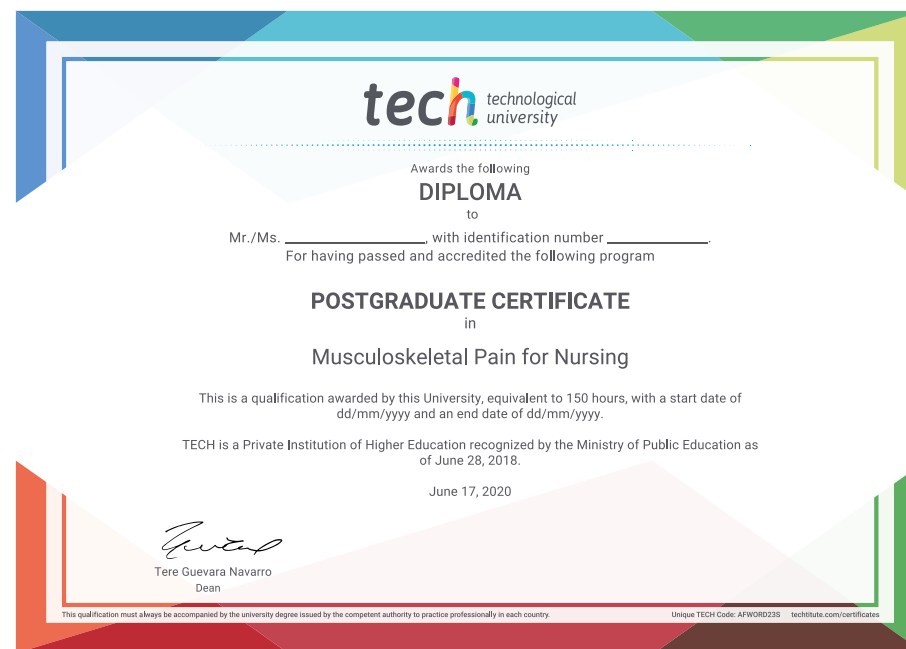 tech technological
university
Awards the following
DIPLOMA
to
Mr./Ms. ____________________, with identification number ______________.
For having passed and accredited the following program
POSTGRADUATE CERTIFICATE
in
Musculoskeletal Pain for Nursing
This is a qualification awarded by this University, equivalent to 150 hours, with a start date of
dd/mm/yyyy and an end date of dd/mm/yyyy.
TECH is a Private Institution of Higher Education recognized by the Ministry of Public Education as
of June 28, 2018.
June 17, 2020
Tere Guevara Navarro
Dean
This qualification must always be accompanied by the university degree issued by the competent authority to practice professionally in each country.
Unique TECH Code: AFWORD23S techtitute.com/certificates